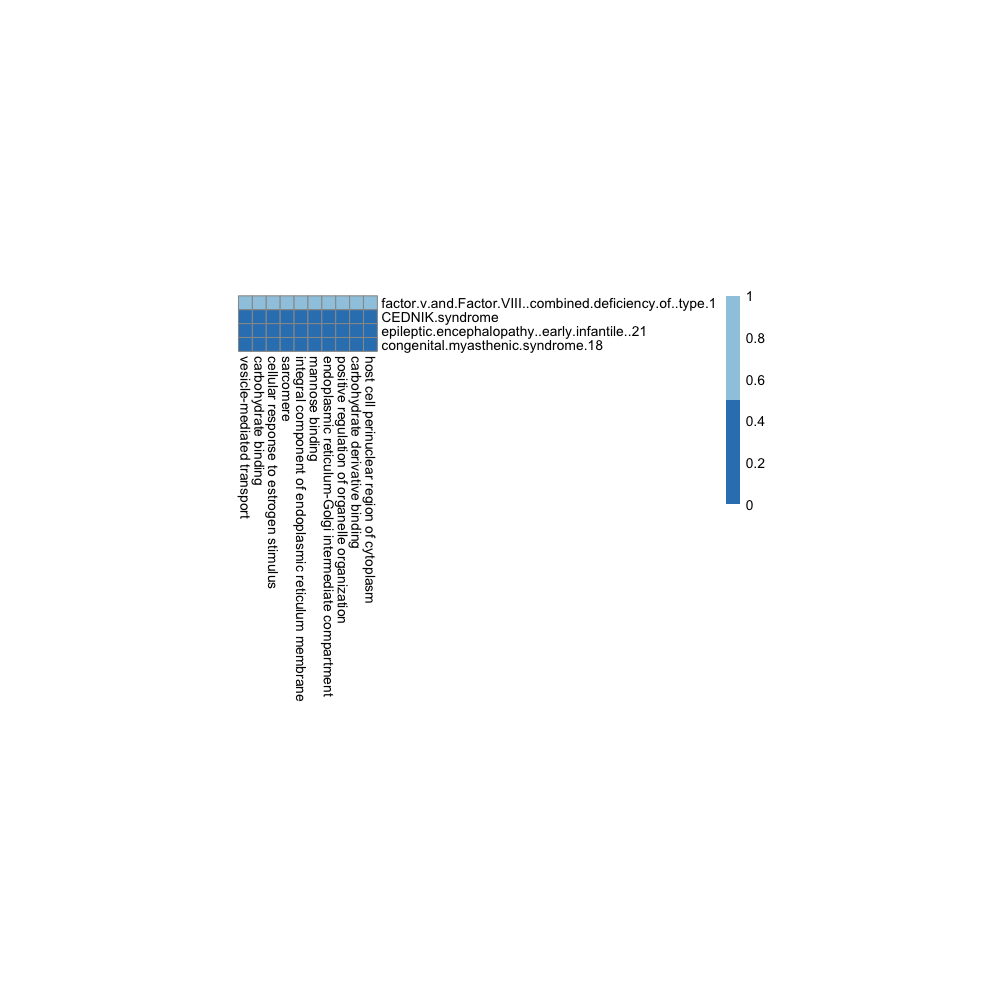 factor.v.and.Factor.VIII..combined.deficiency.of..type.1
CEDNIK.syndrome
epileptic.encephalopathy..early.infantile..21
congenital.myasthenic.syndrome.18
vesicle-mediated transport
carbohydrate binding
cellular response to estrogen stimulus
sarcomere
integral component of endoplasmic reticulum membrane
mannose binding
endoplasmic reticulum-Golgi intermediate compartment
positive regulation of organelle organization
carbohydrate derivative binding
host cell perinuclear region of cytoplasm
1
0.8
0.6
0.4
0.2
0